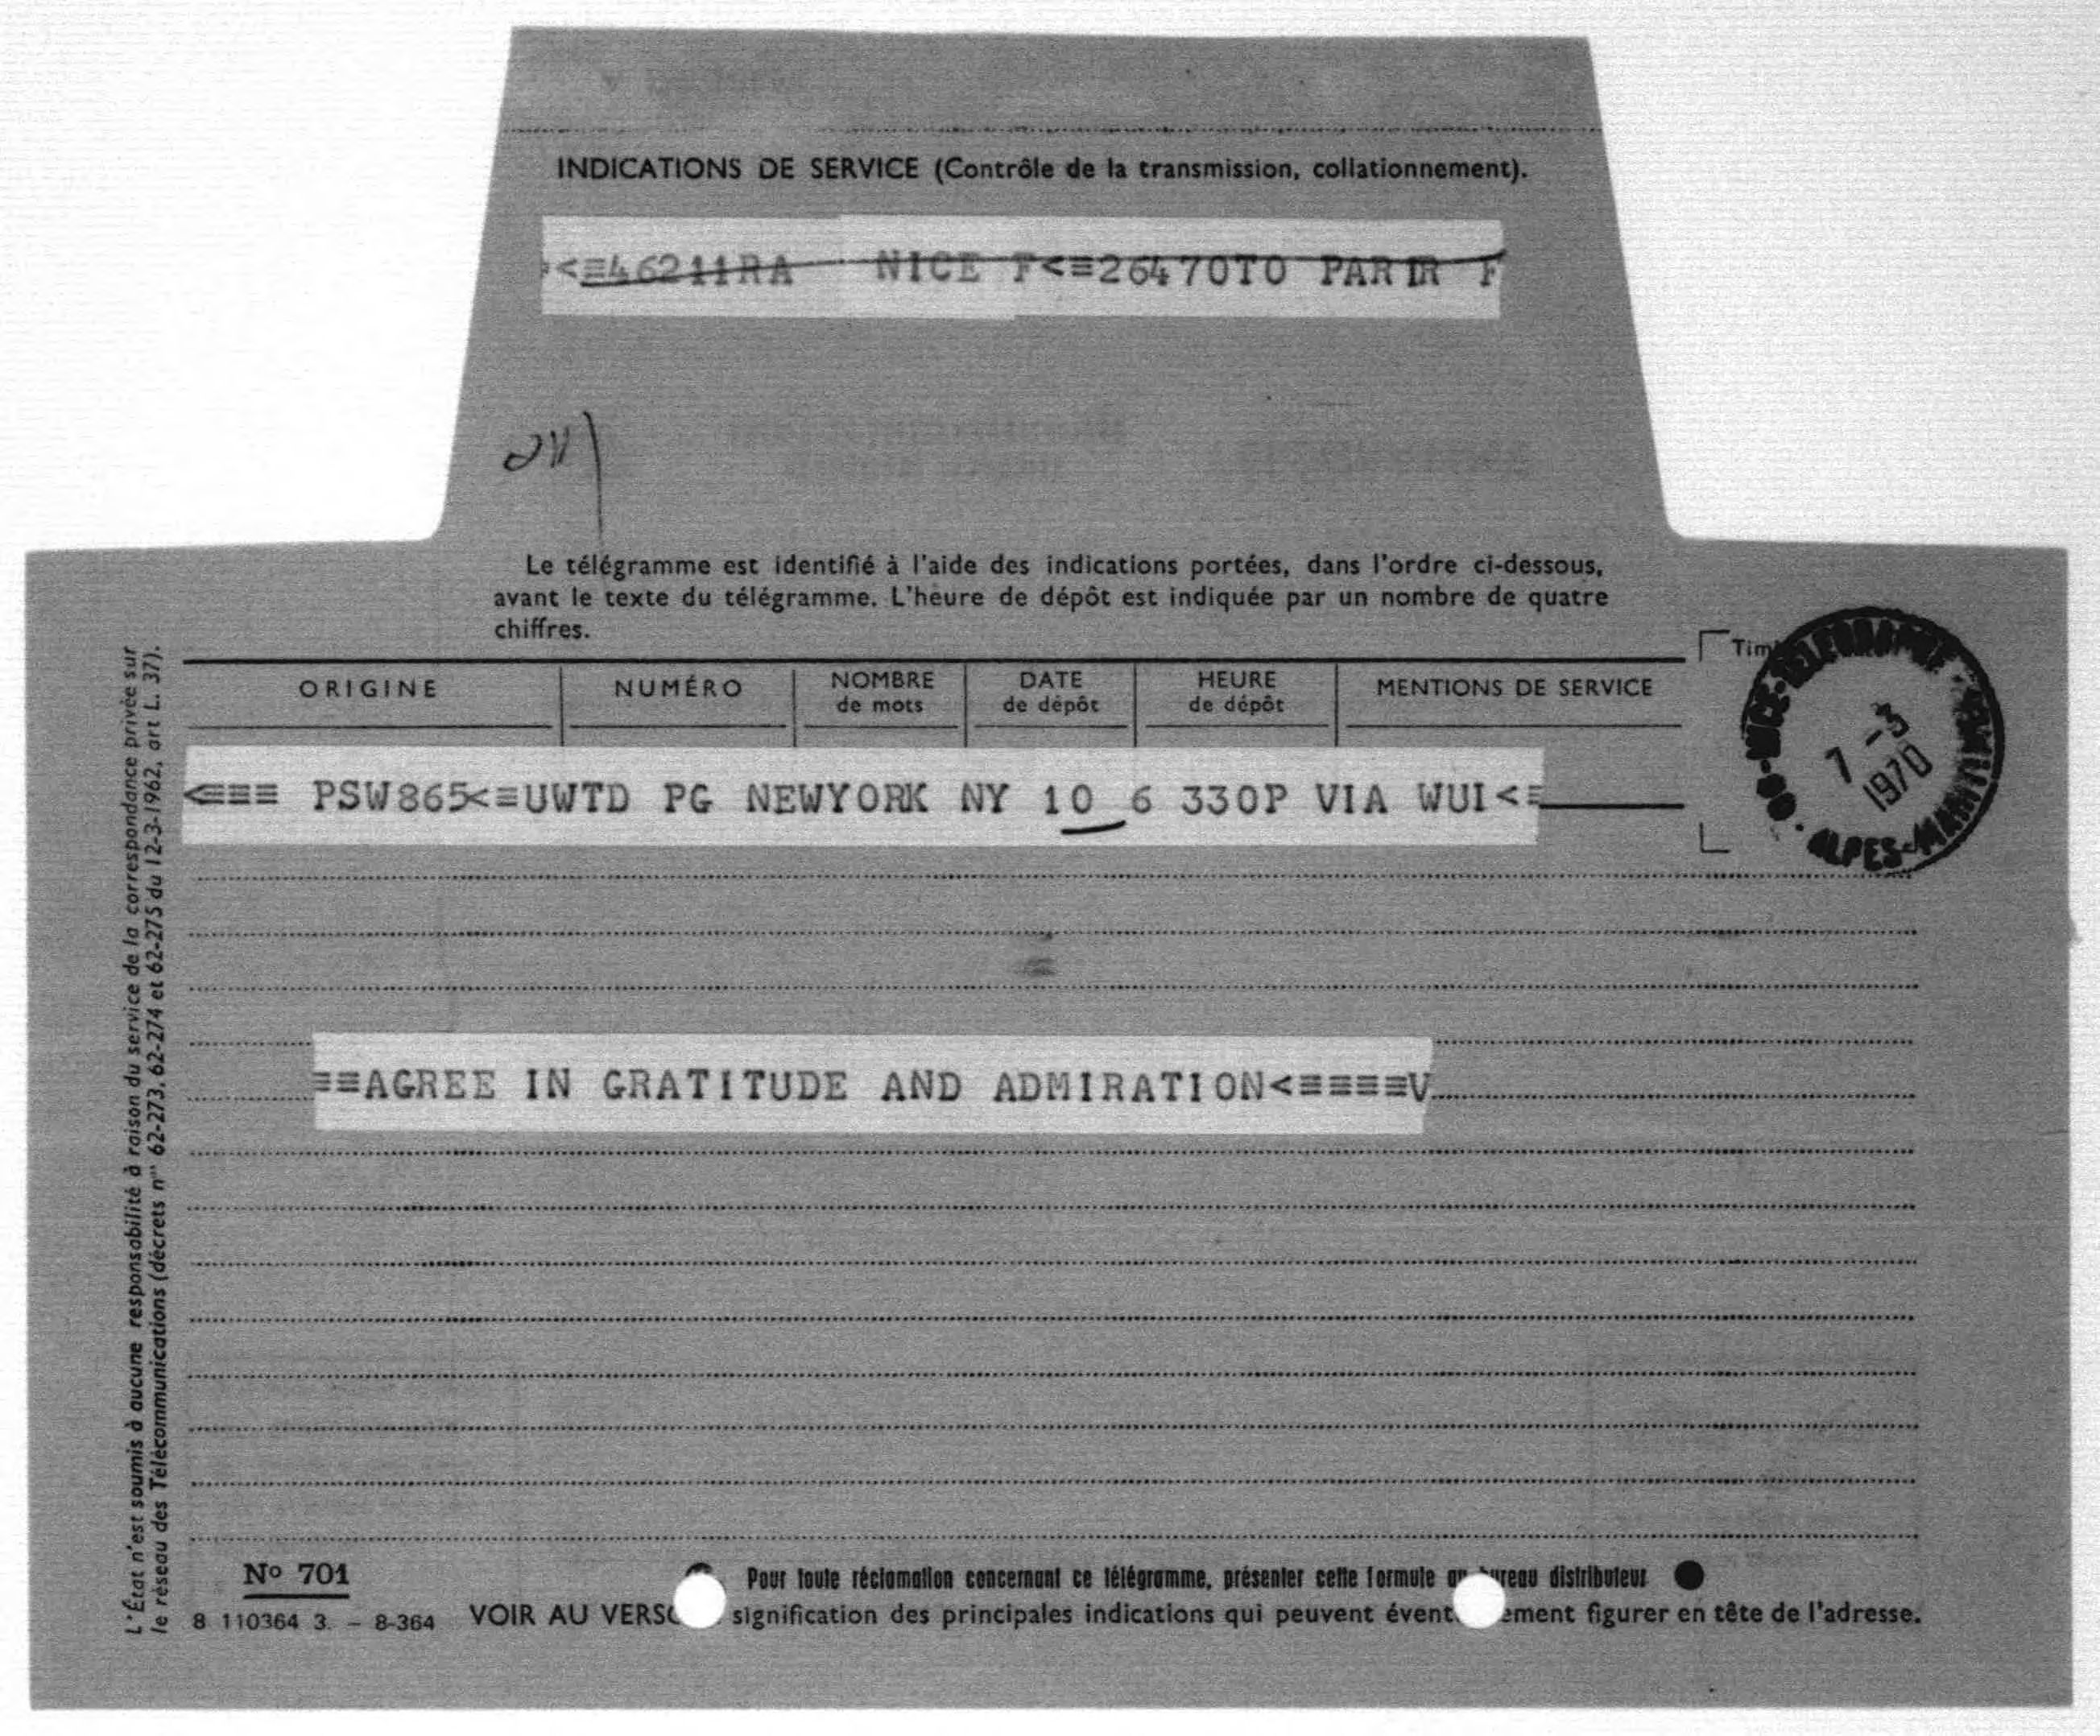 INDICATIONS DE SERVICE (Contrôle de la transmission, collationnement).
<≡46211RA NICE F<≡26470TO PARIR F
Le télégramme est identifié à l'aide des indications portées, dans l'ordre ci-dessous,
avant le texte du télégramme. L'heure de dépôt est indiquée par un nombre de quatre
chiffres.
ORIGINE NUMÉRO NOMBRE de mots DATE de dépôt HEURE de dépôt MENTIONS DE SERVICE
<≡≡≡ PSW865<≡UWTD PG NEWYORK NY 10 6 330P VIA WUI<≡
Tim
NICE TELEGRAPHE ALPES-MARITIMES
7 -3
1970
≡≡AGREE IN GRATITUDE AND ADMIRATION<≡≡≡≡V
L'État n'est soumis à aucune responsabilité à raison du service de la correspondance privée sur
le réseau des Télécommunications (décrets nos 62-273, 62-274 et 62-275 du 12-3-1962, art L. 37).
No 701
8 110364 3. - 8-364
Pour toute réclamation concernant ce télégramme, présenter cette formule au bureau distributeur
VOIR AU VERSO signification des principales indications qui peuvent éventuellement figurer en tête de l'adresse.